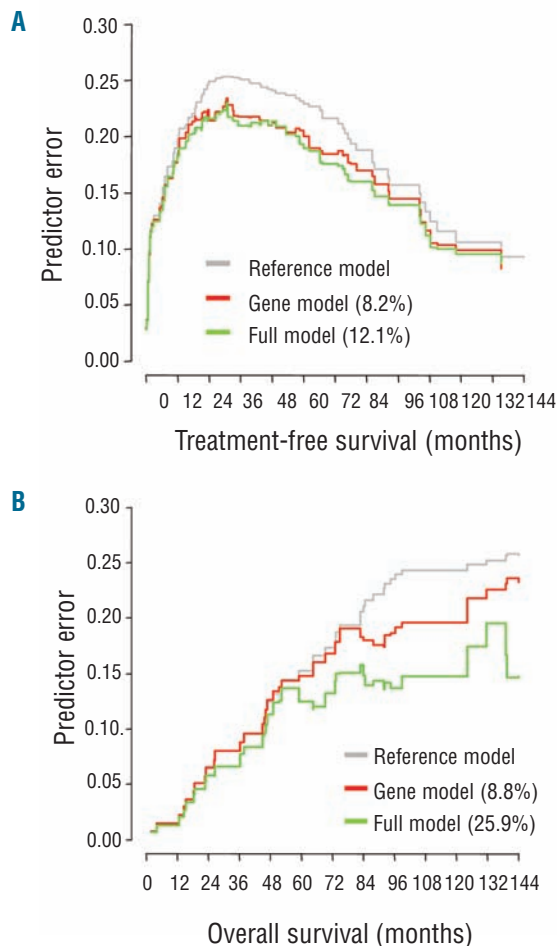 A
0.30
0.25
0.20
0.15
0.10
0.05
0.00
Predictor error
Reference model
Gene model (8.2%)
Full model (12.1%)
0 12 24 36 48 60 72 84 96 108 132 144
Treatment-free survival (months)
B
0.30
0.25
0.20
0.15
0.10
0.05
0.00
Predictor error
Reference model
Gene model (8.8%)
Full model (25.9%)
0 12 24 36 48 60 72 84 96 108 132 144
Overall survival (months)